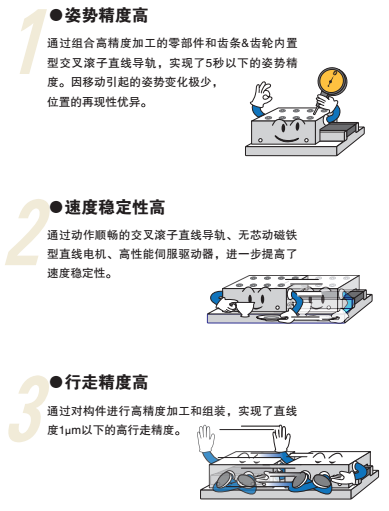 1
●姿势精度高
通过组合高精度加工的零部件和齿条&齿轮内置
型交叉滚子直线导轨，实现了5秒以下的姿势精
度。因移动引起的姿势变化极少，
位置的再现性优异。
2
●速度稳定性高
通过动作顺畅的交叉滚子直线导轨、无芯动磁铁
型直线电机、高性能伺服驱动器，进一步提高了
速度稳定性。
3
●行走精度高
通过对构件进行高精度加工和组装，实现了直线
度1μm以下的高行走精度。